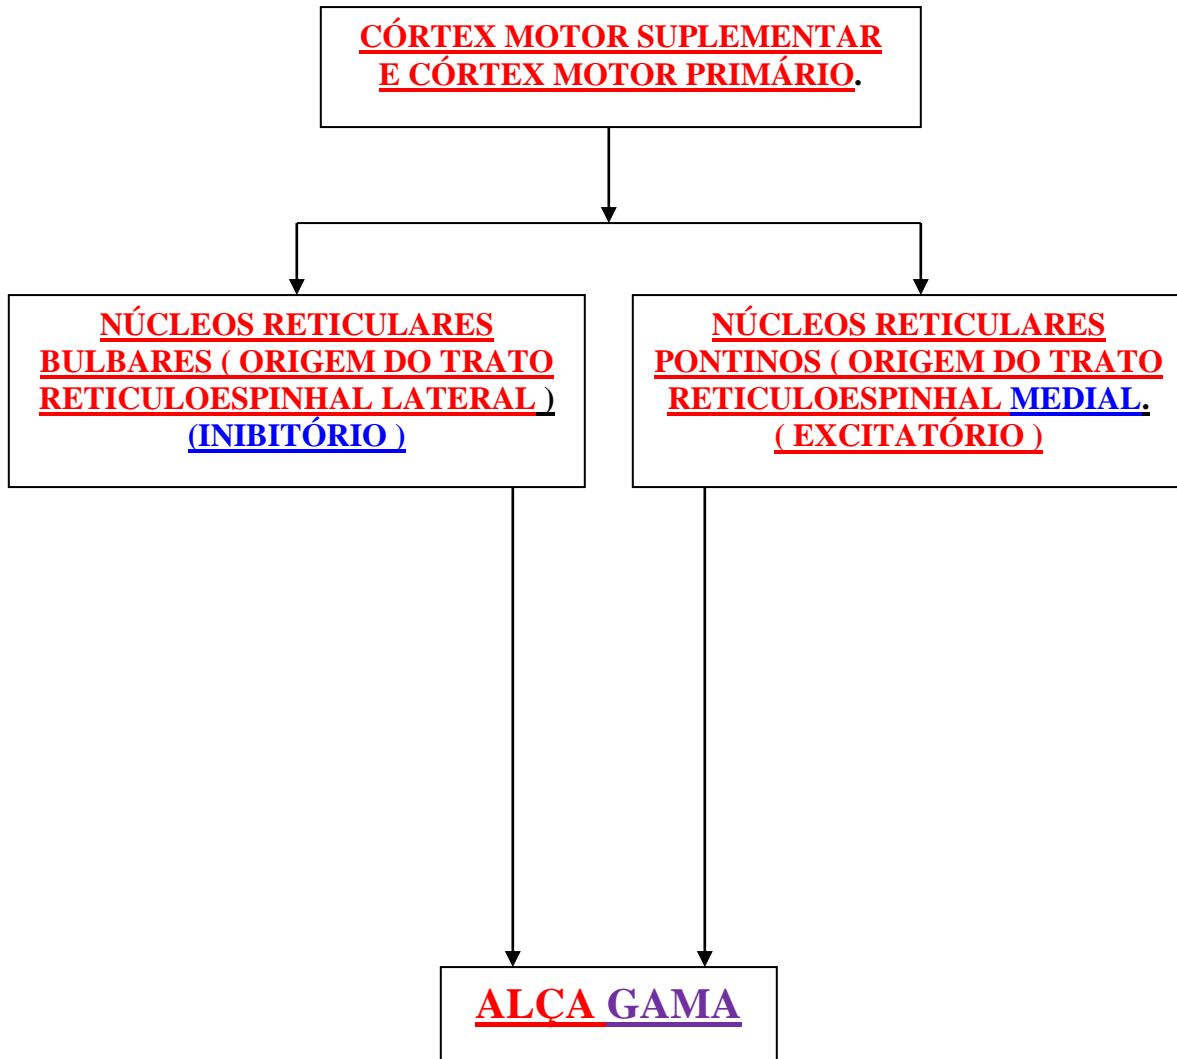 CÓRTEX MOTOR SUPLEMENTAR
E CÓRTEX MOTOR PRIMÁRIO.
NÚCLEOS RETICULARES
BULBARES ( ORIGEM DO TRATO
RETICULOESPINHAL LATERAL )
(INIBITÓRIO )
NÚCLEOS RETICULARES
PONTINOS ( ORIGEM DO TRATO
RETICULOESPINHAL MEDIAL.
( EXCITATÓRIO )
ALÇA GAMA